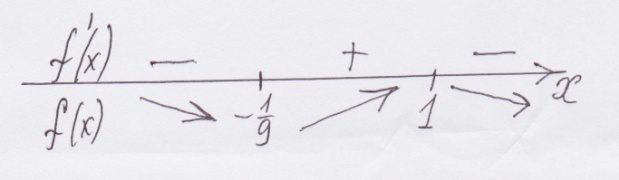 f'(x) − + −
f(x) -1/9 1 x